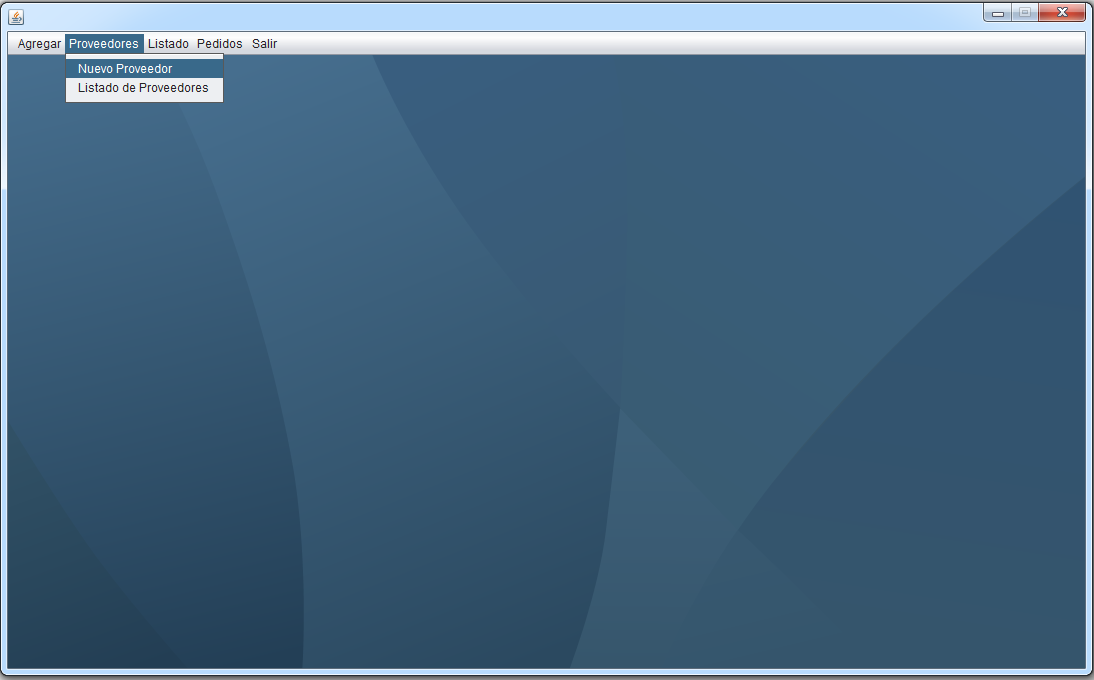 Agregar Proveedores Listado Pedidos Salir
Nuevo Proveedor
Listado de Proveedores